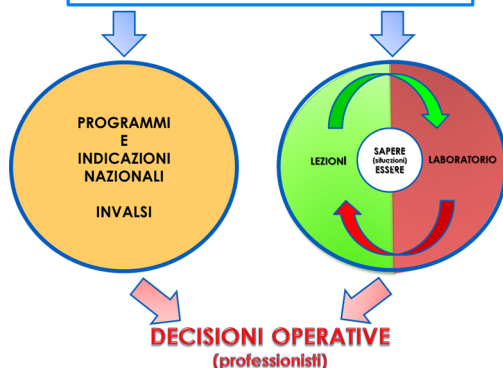 PROGRAMMI
E
INDICAZIONI
NAZIONALI
INVALSI
LEZIONI
SAPERE
(situazioni)
ESSERE
LABORATORIO
DECISIONI OPERATIVE
(professionisti)